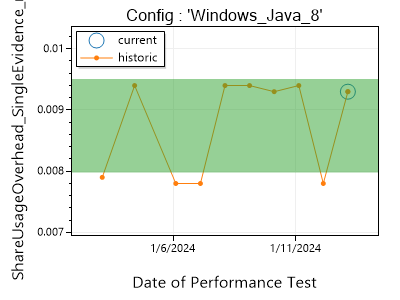 Config : 'Windows_Java_8'
ShareUsageOverhead_SingleEvidence_
current
historic
0.01
0.009
0.008
0.007
1/6/2024
1/11/2024
Date of Performance Test